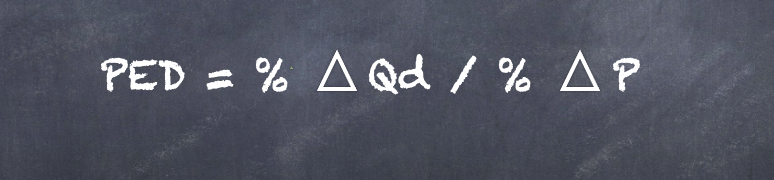 PED = % △ Qd / % △ P